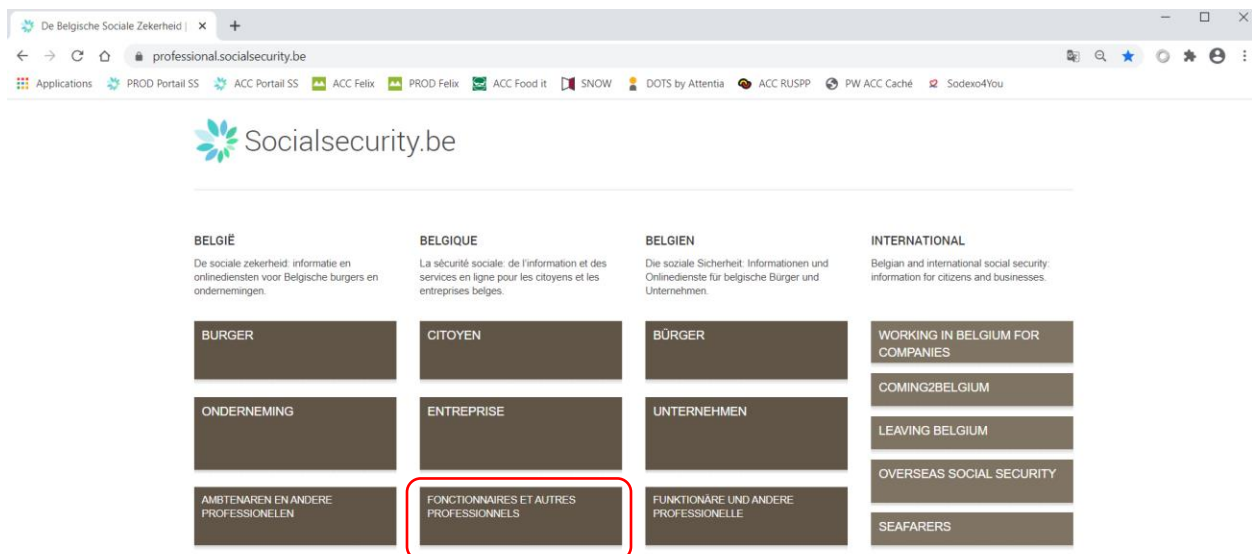 De Belgische Sociale Zekerheid |
professional.socialsecurity.be
Applications PROD Portail SS ACC Portail SS ACC Felix PROD Felix ACC Food it SNOW DOTS by Attentia ACC RUSPP PW ACC Caché Sodexo4You
Socialsecurity.be
BELGIË
De sociale zekerheid: informatie en
onlinediensten voor Belgische burgers en
ondernemingen.
BURGER
ONDERNEMING
AMBTENAREN EN ANDERE
PROFESSIONELEN
BELGIQUE
La sécurité sociale: de l'information et des
services en ligne pour les citoyens et les
entreprises belges.
CITOYEN
ENTREPRISE
FONCTIONNAIRES ET AUTRES
PROFESSIONNELS
BELGIEN
Die soziale Sicherheit: Informationen und
Onlinedienste für belgische Bürger und
Unternehmen.
BÜRGER
UNTERNEHMEN
FUNKTIONÄRE UND ANDERE
PROFESSIONELLE
INTERNATIONAL
Belgian and international social security:
information for citizens and businesses.
WORKING IN BELGIUM FOR
COMPANIES
COMING2BELGIUM
LEAVING BELGIUM
OVERSEAS SOCIAL SECURITY
SEAFARERS